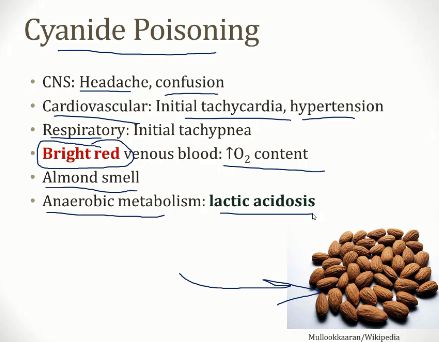 Cyanide Poisoning
• CNS: Headache, confusion
• Cardiovascular: Initial tachycardia, hypertension
• Respiratory: Initial tachypnea
• Bright red venous blood: ↑O₂ content
• Almond smell
• Anaerobic metabolism: lactic acidosis
Mullookkaaran/Wikipedia